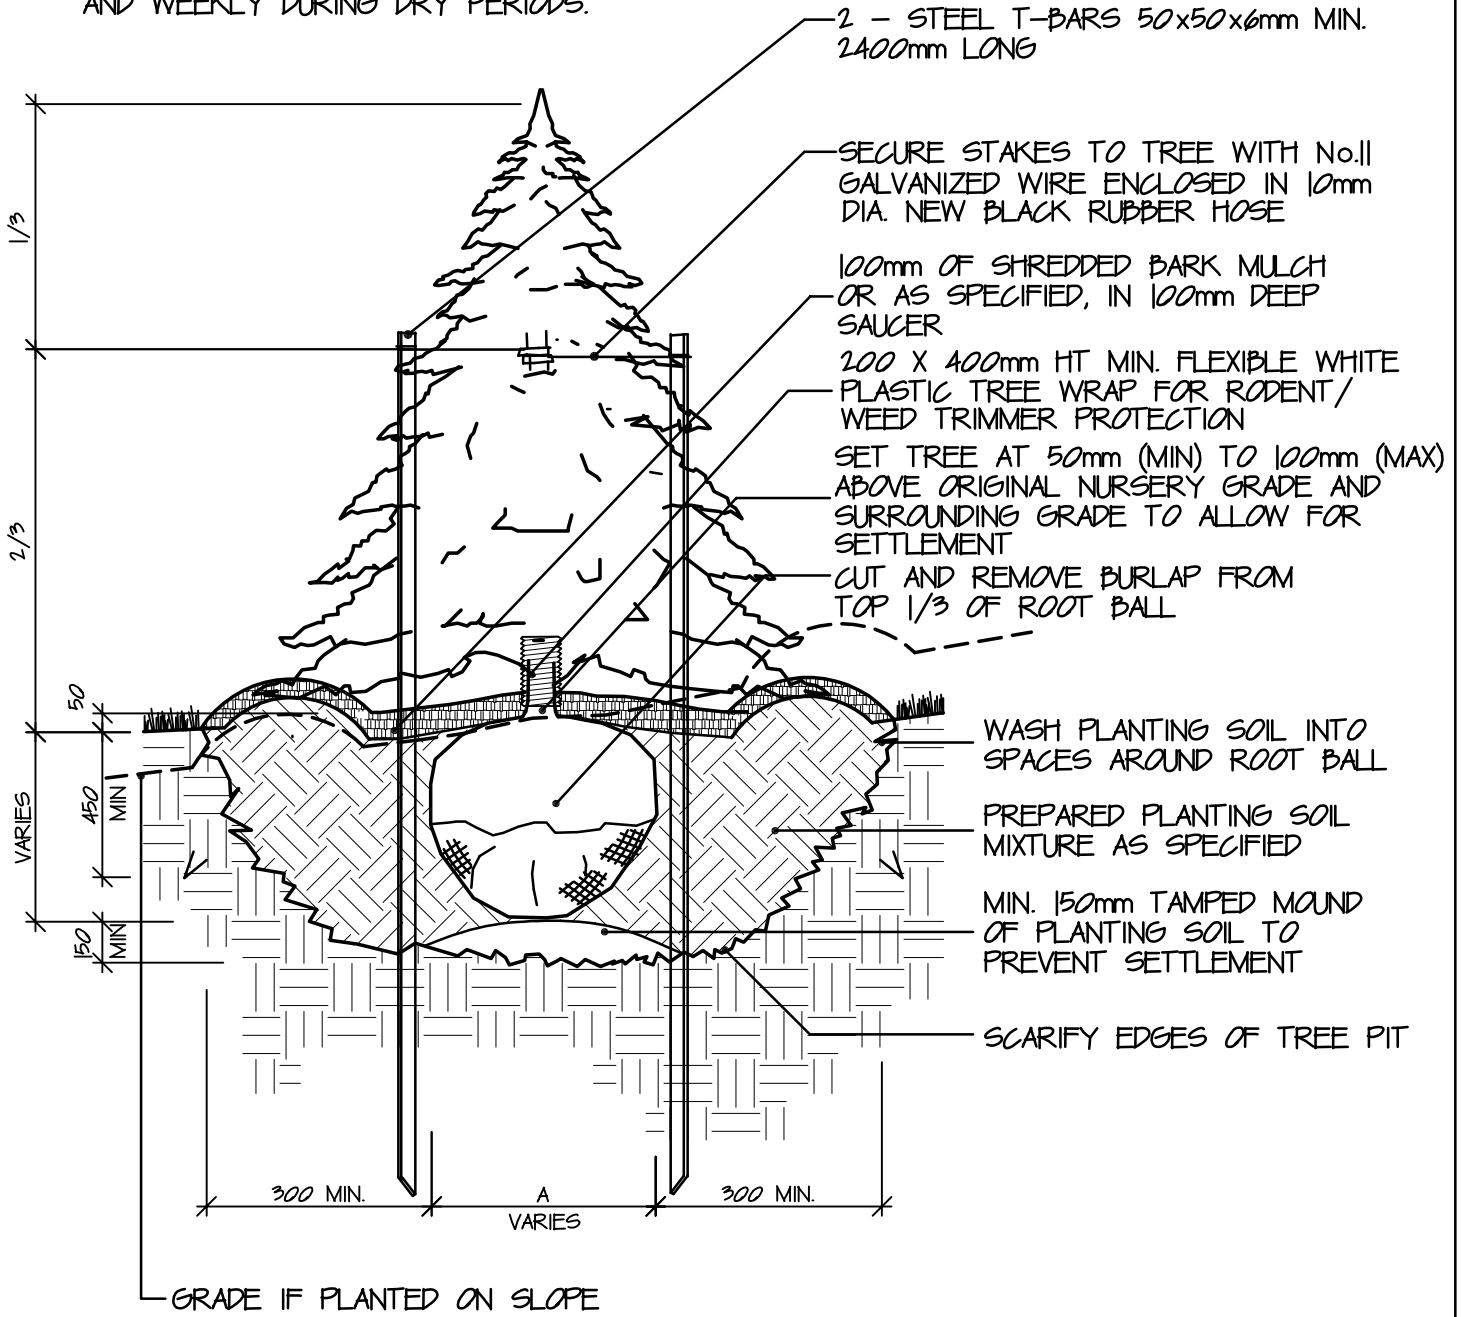 AND WEEKLY DURING DRY PERIODS.
2 - STEEL T-BARS 50x50x6mm MIN.
2400mm LONG
SECURE STAKES TO TREE WITH No.11
GALVANIZED WIRE ENCLOSED IN 10mm
DIA. NEW BLACK RUBBER HOSE
100mm OF SHREDDED BARK MULCH
OR AS SPECIFIED, IN 100mm DEEP
SAUCER
200 X 400mm HT MIN. FLEXIBLE WHITE
PLASTIC TREE WRAP FOR RODENT/
WEED TRIMMER PROTECTION
SET TREE AT 50mm (MIN) TO 100mm (MAX)
ABOVE ORIGINAL NURSERY GRADE AND
SURROUNDING GRADE TO ALLOW FOR
SETTLEMENT
CUT AND REMOVE BURLAP FROM
TOP 1/3 OF ROOT BALL
WASH PLANTING SOIL INTO
SPACES AROUND ROOT BALL
PREPARED PLANTING SOIL
MIXTURE AS SPECIFIED
MIN. 150mm TAMPED MOUND
OF PLANTING SOIL TO
PREVENT SETTLEMENT
SCARIFY EDGES OF TREE PIT
1/3
2/3
50
VARIES
450
MIN
150
MIN
300 MIN.
A
VARIES
300 MIN.
GRADE IF PLANTED ON SLOPE